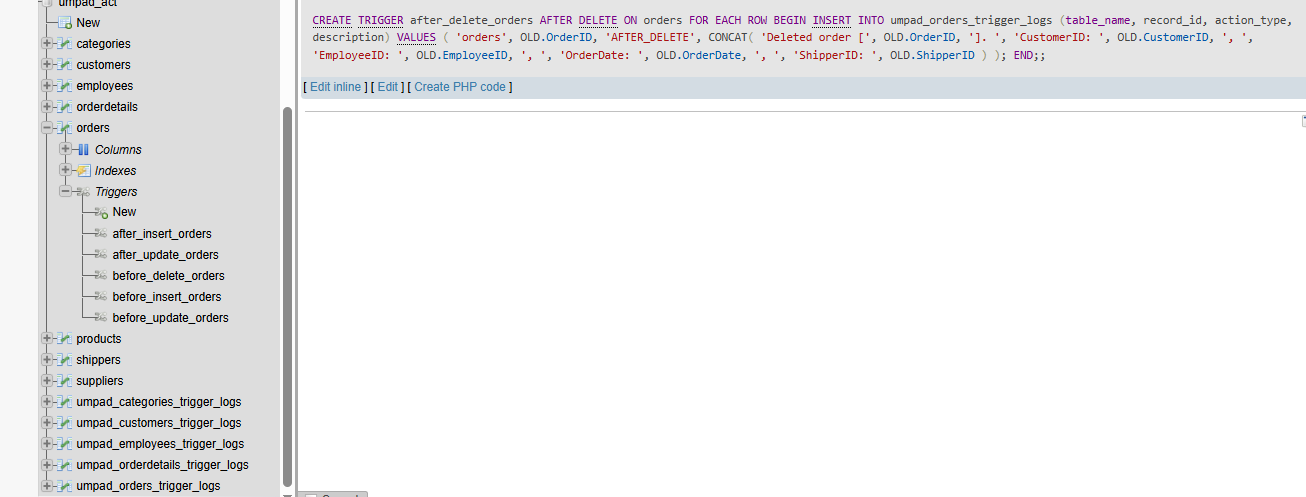 umpad_act
New
categories
customers
employees
orderdetails
orders
Columns
Indexes
Triggers
New
after_insert_orders
after_update_orders
before_delete_orders
before_insert_orders
before_update_orders
products
shippers
suppliers
umpad_categories_trigger_logs
umpad_customers_trigger_logs
umpad_employees_trigger_logs
umpad_orderdetails_trigger_logs
umpad_orders_trigger_logs
CREATE TRIGGER after_delete_orders AFTER DELETE ON orders FOR EACH ROW BEGIN INSERT INTO umpad_orders_trigger_logs (table_name, record_id, action_type,
description) VALUES ( 'orders', OLD.OrderID, 'AFTER_DELETE', CONCAT( 'Deleted order [', OLD.OrderID, ']. ', 'CustomerID: ', OLD.CustomerID, ', ',
'EmployeeID: ', OLD.EmployeeID, ', ', 'OrderDate: ', OLD.OrderDate, ', ', 'ShipperID: ', OLD.ShipperID ) ); END;;
[ Edit inline ] [ Edit ] [ Create PHP code ]